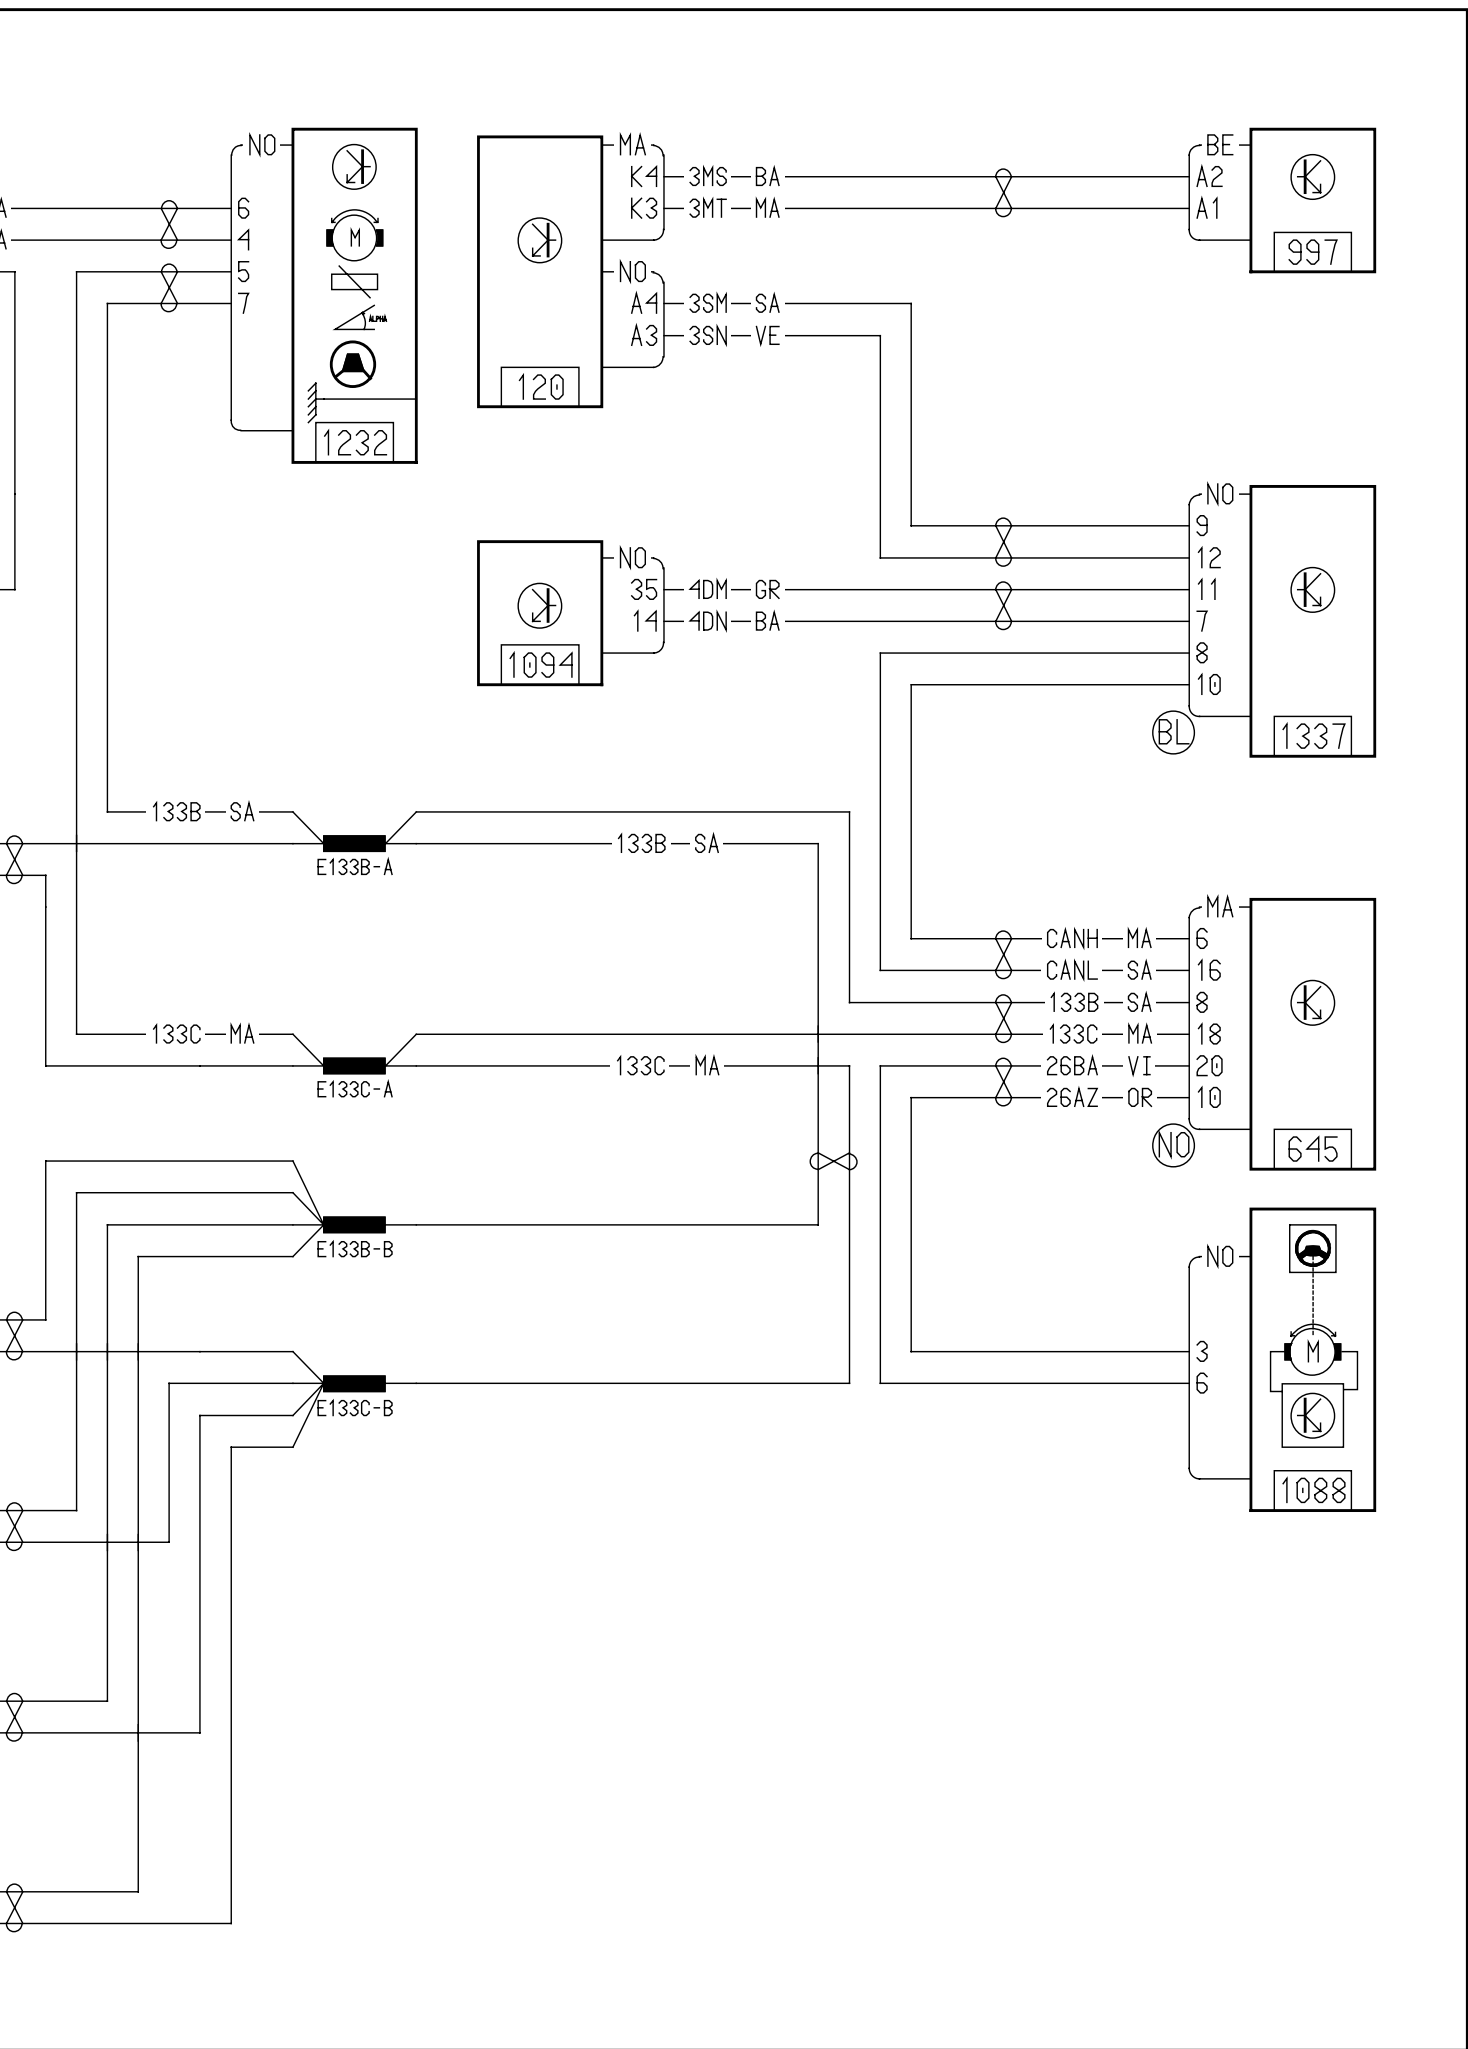 NO MA BE
K4 3MS BA A2
A 6 K3 3MT MA A1
A 4 M 997
5 NO
7 A4 3SM SA
ALPHA A3 3SN VE
120
1232
NO
9
NO 12
35 4DM GR 11
14 4DN BA 7
1094 8
10
BL 1337
133B SA
133B SA
E133B-A
MA
CANH MA 6
CANL SA 16
133B SA 8
133C MA 133C MA 18
133C MA 26BA VI 20
E133C-A 26AZ OR 10
NO 645
E133B-B NO
3 M
6
E133C-B
1088